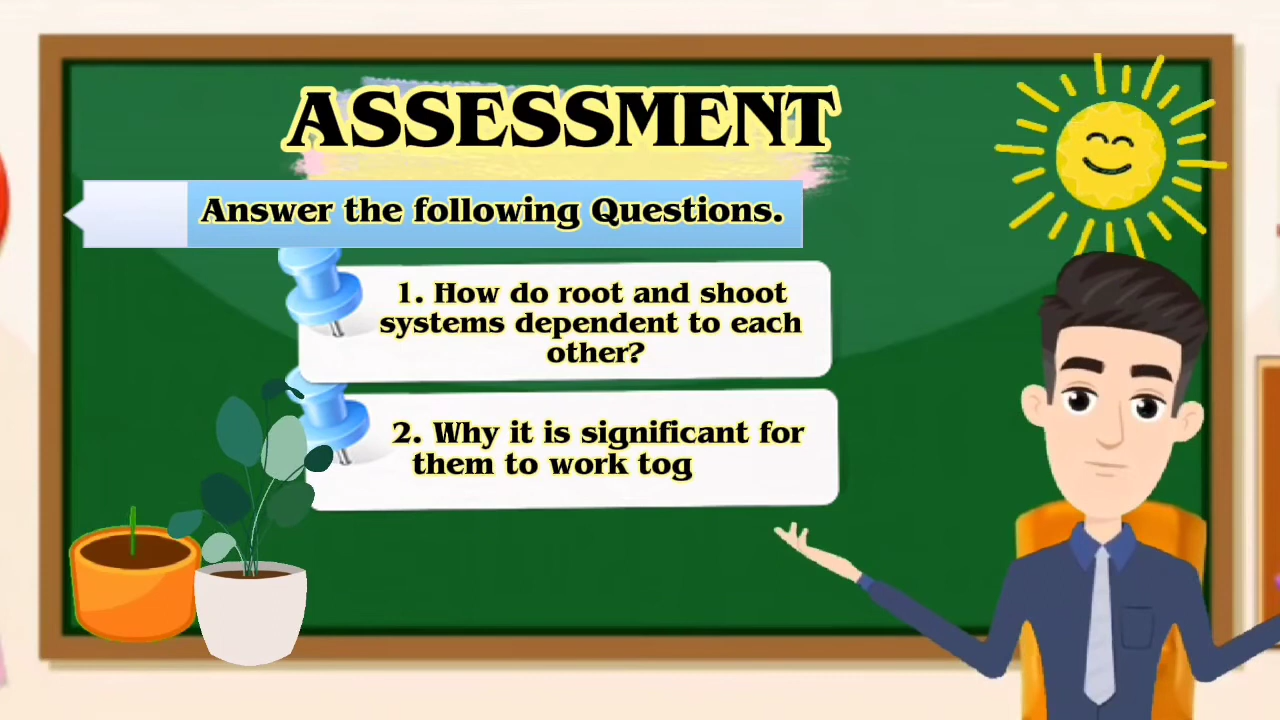 ASSESSMENT
Answer the following Questions.
1. How do root and shoot
systems dependent to each
other?
2. Why it is significant for
them to work tog